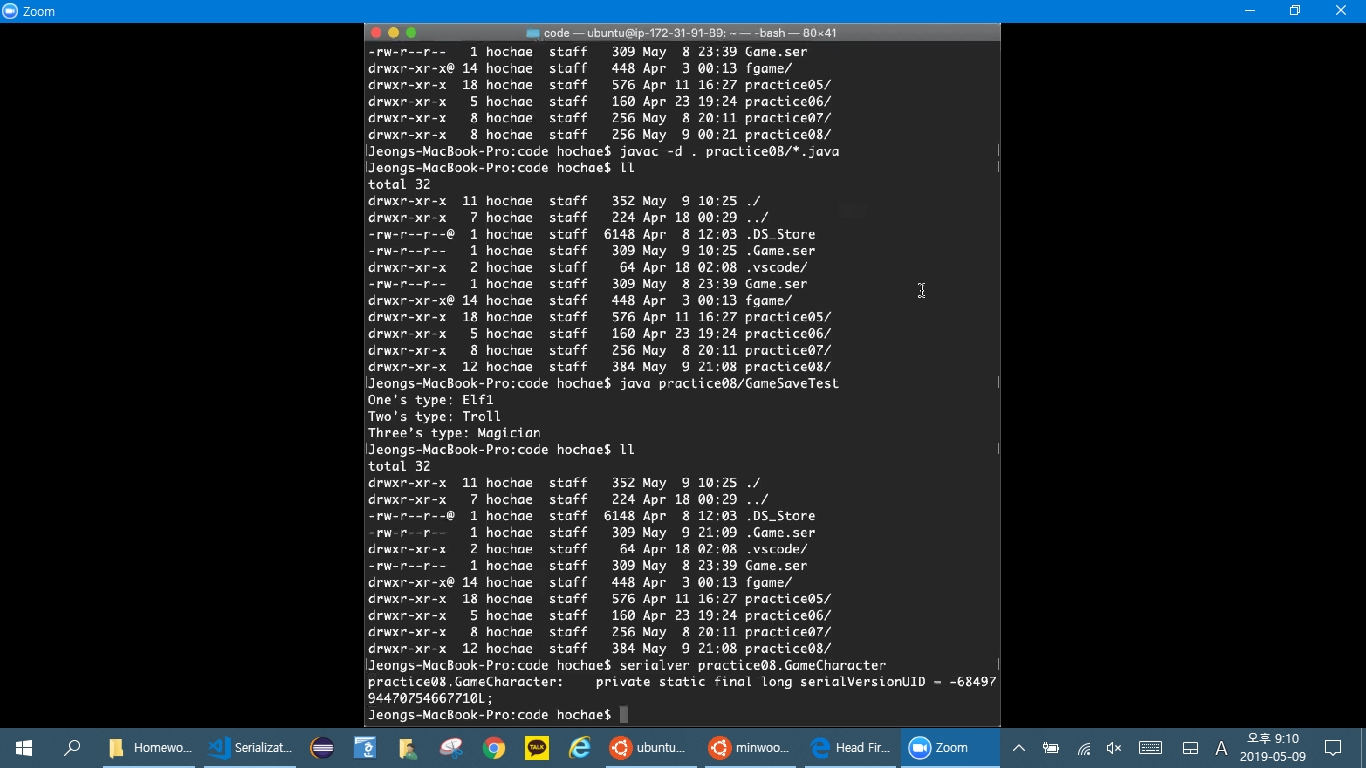 Zoom
code — ubuntu@ip-172-31-91-89: ~ — -bash — 80×41
-rw-r--r-- 1 hochae staff 309 May 8 23:39 Game.ser
drwxr-xr-x@ 14 hochae staff 448 Apr 3 00:13 fgame/
drwxr-xr-x 18 hochae staff 576 Apr 11 16:27 practice05/
drwxr-xr-x 5 hochae staff 160 Apr 23 19:24 practice06/
drwxr-xr-x 8 hochae staff 256 May 8 20:11 practice07/
drwxr-xr-x 8 hochae staff 256 May 9 00:21 practice08/
Jeongs-MacBook-Pro:code hochae$ javac -d . practice08/*.java
Jeongs-MacBook-Pro:code hochae$ ll
total 32
drwxr-xr-x 11 hochae staff 352 May 9 10:25 ./
drwxr-xr-x 7 hochae staff 224 Apr 18 00:29 ../
-rw-r--r--@ 1 hochae staff 6148 Apr 8 12:03 .DS_Store
-rw-r--r-- 1 hochae staff 309 May 9 10:25 .Game.ser
drwxr-xr-x 2 hochae staff 64 Apr 18 02:08 .vscode/
-rw-r--r-- 1 hochae staff 309 May 8 23:39 Game.ser
drwxr-xr-x@ 14 hochae staff 448 Apr 3 00:13 fgame/
drwxr-xr-x 18 hochae staff 576 Apr 11 16:27 practice05/
drwxr-xr-x 5 hochae staff 160 Apr 23 19:24 practice06/
drwxr-xr-x 8 hochae staff 256 May 8 20:11 practice07/
drwxr-xr-x 12 hochae staff 384 May 9 21:08 practice08/
Jeongs-MacBook-Pro:code hochae$ java practice08/GameSaveTest
One's type: Elf1
Two's type: Troll
Three's type: Magician
Jeongs-MacBook-Pro:code hochae$ ll
total 32
drwxr-xr-x 11 hochae staff 352 May 9 10:25 ./
drwxr-xr-x 7 hochae staff 224 Apr 18 00:29 ../
-rw-r--r--@ 1 hochae staff 6148 Apr 8 12:03 .DS_Store
-rw-r--r-- 1 hochae staff 309 May 9 21:09 .Game.ser
drwxr-xr-x 2 hochae staff 64 Apr 18 02:08 .vscode/
-rw-r--r-- 1 hochae staff 309 May 8 23:39 Game.ser
drwxr-xr-x@ 14 hochae staff 448 Apr 3 00:13 fgame/
drwxr-xr-x 18 hochae staff 576 Apr 11 16:27 practice05/
drwxr-xr-x 5 hochae staff 160 Apr 23 19:24 practice06/
drwxr-xr-x 8 hochae staff 256 May 8 20:11 practice07/
drwxr-xr-x 12 hochae staff 384 May 9 21:08 practice08/
Jeongs-MacBook-Pro:code hochae$ serialver practice08.GameCharacter
practice08.GameCharacter: private static final long serialVersionUID = -68497
94470754667710L;
Jeongs-MacBook-Pro:code hochae$
Homewo... Serializat... TALK ubuntu... minwoo... Head Fir... Zoom A 오후 9:10
2019-05-09